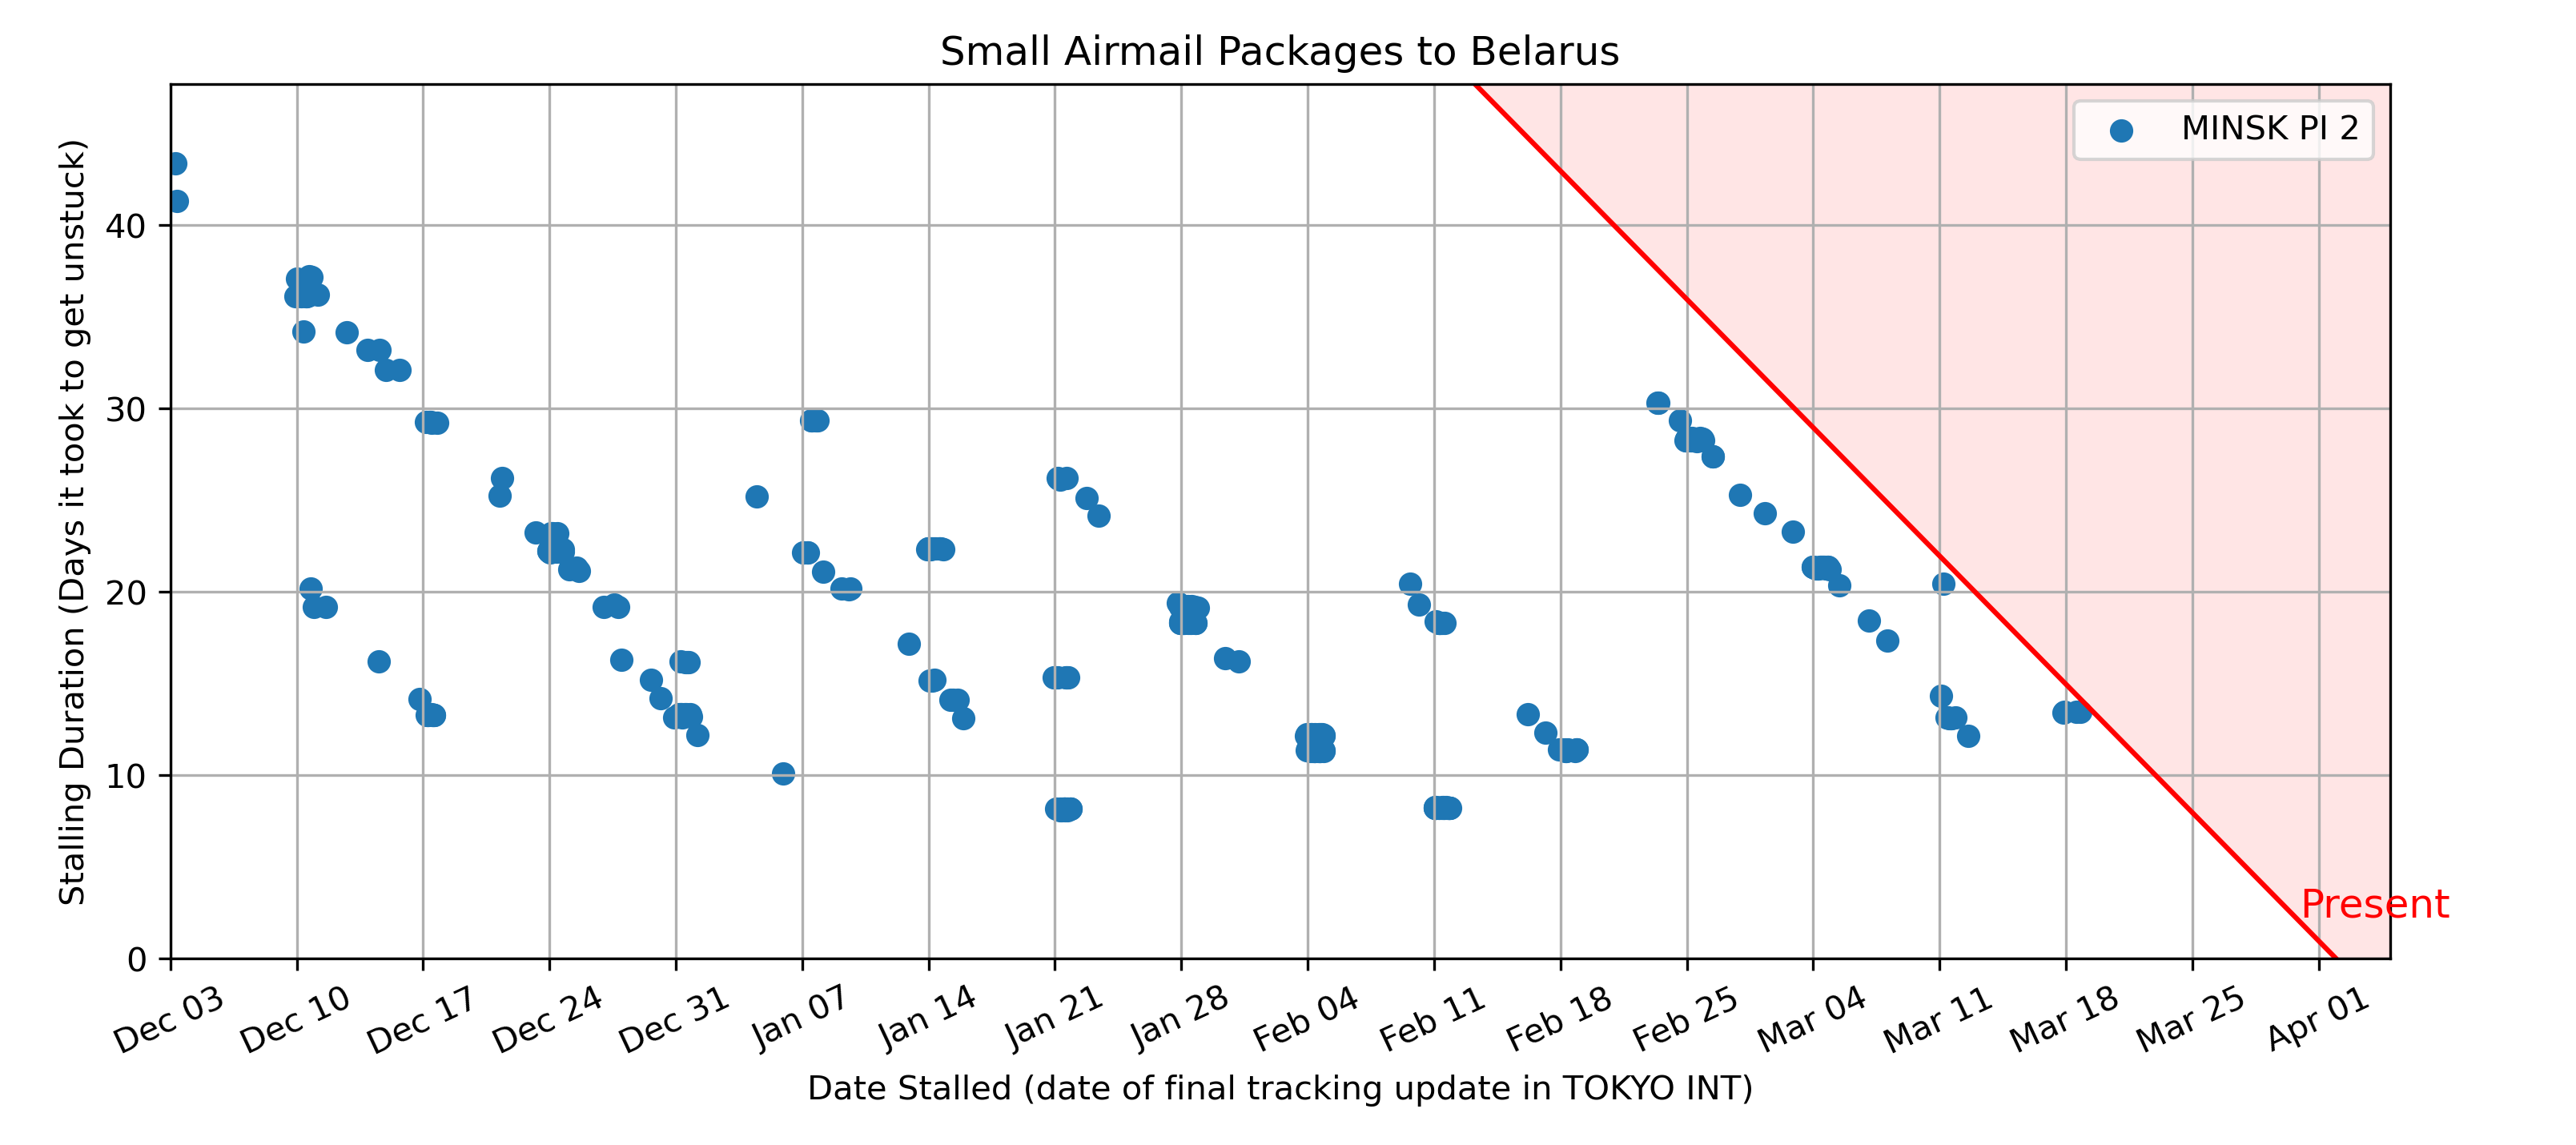 Small Airmail Packages to Belarus
MINSK PI 2
Stalling Duration (Days it took to get unstuck)
40
30
20
10
0
Present
Dec 03
Dec 10
Dec 17
Dec 24
Dec 31
Jan 07
Jan 14
Jan 21
Jan 28
Feb 04
Feb 11
Feb 18
Feb 25
Mar 04
Mar 11
Mar 18
Mar 25
Apr 01
Date Stalled (date of final tracking update in TOKYO INT)